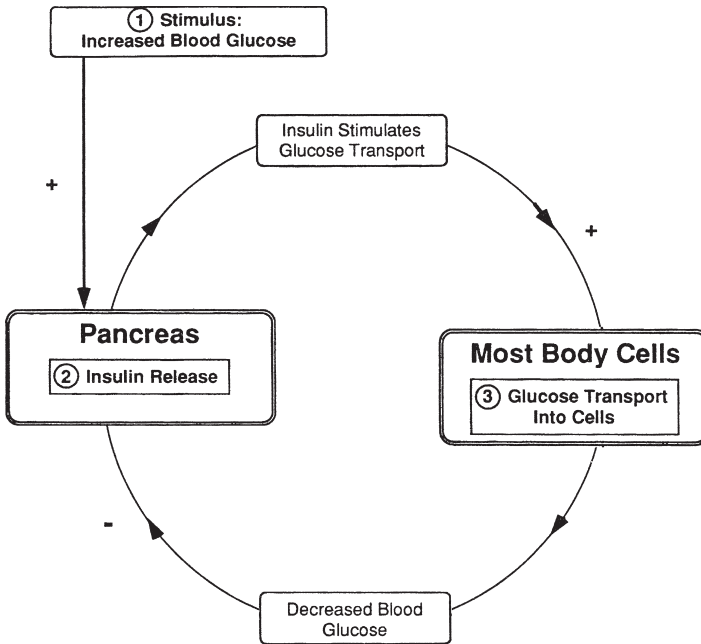 ① Stimulus:
Increased Blood Glucose
Insulin Stimulates
Glucose Transport
+
+
Pancreas
② Insulin Release
Most Body Cells
③ Glucose Transport
Into Cells
-
Decreased Blood
Glucose